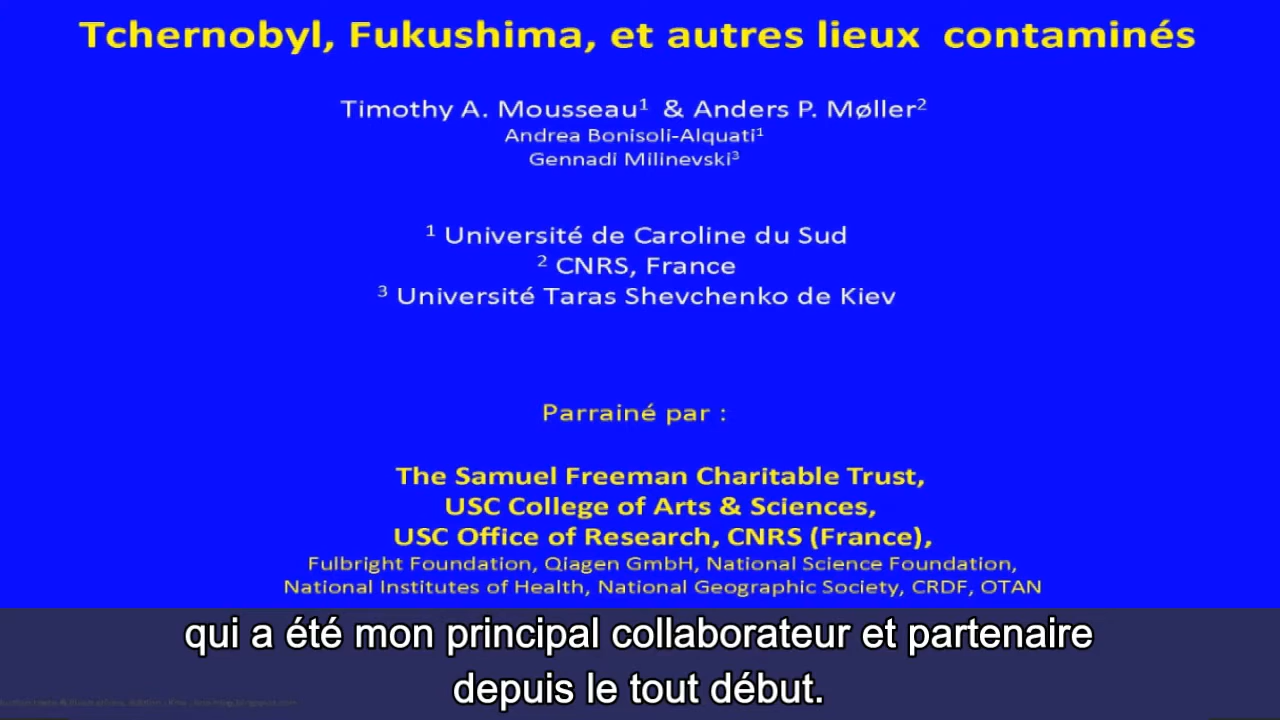 Tchernobyl, Fukushima, et autres lieux contaminés
Timothy A. Mousseau¹ & Anders P. Møller²
Andrea Bonisoli-Alquati¹
Gennadi Milinevski³
¹ Université de Caroline du Sud
² CNRS, France
³ Université Taras Shevchenko de Kiev
Parrainé par :
The Samuel Freeman Charitable Trust,
USC College of Arts & Sciences,
USC Office of Research, CNRS (France),
Fulbright Foundation, Qiagen GmbH, National Science Foundation,
National Institutes of Health, National Geographic Society, CRDF, OTAN
qui a été mon principal collaborateur et partenaire
depuis le tout début.